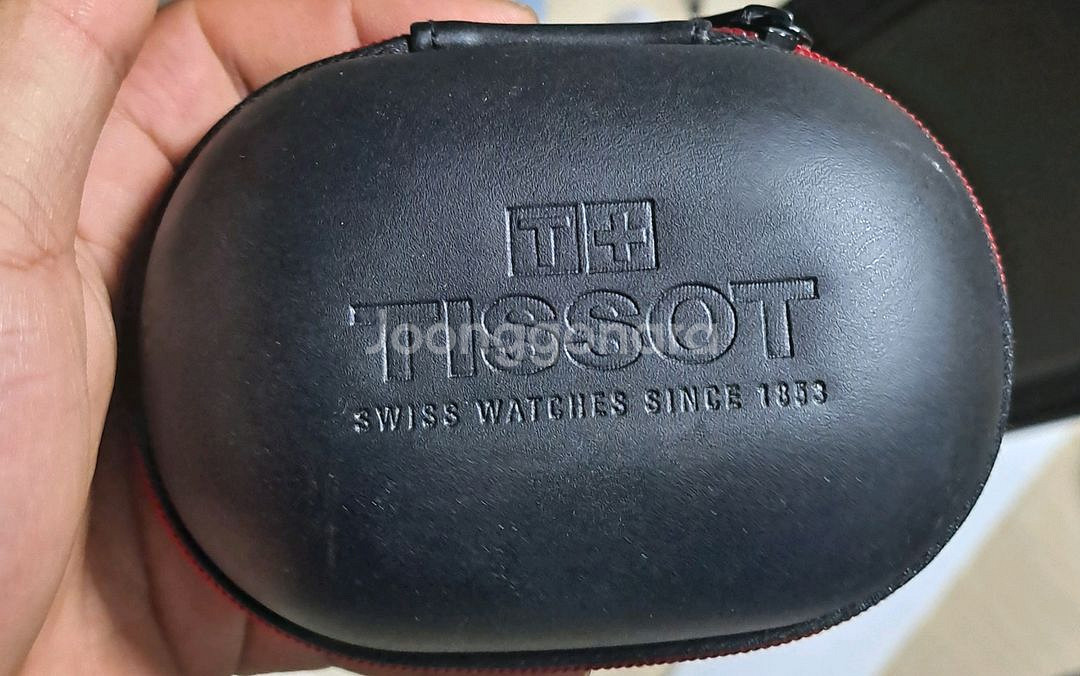 T+
TISSOT
Joonggonara
SWISS WATCHES SINCE 1853